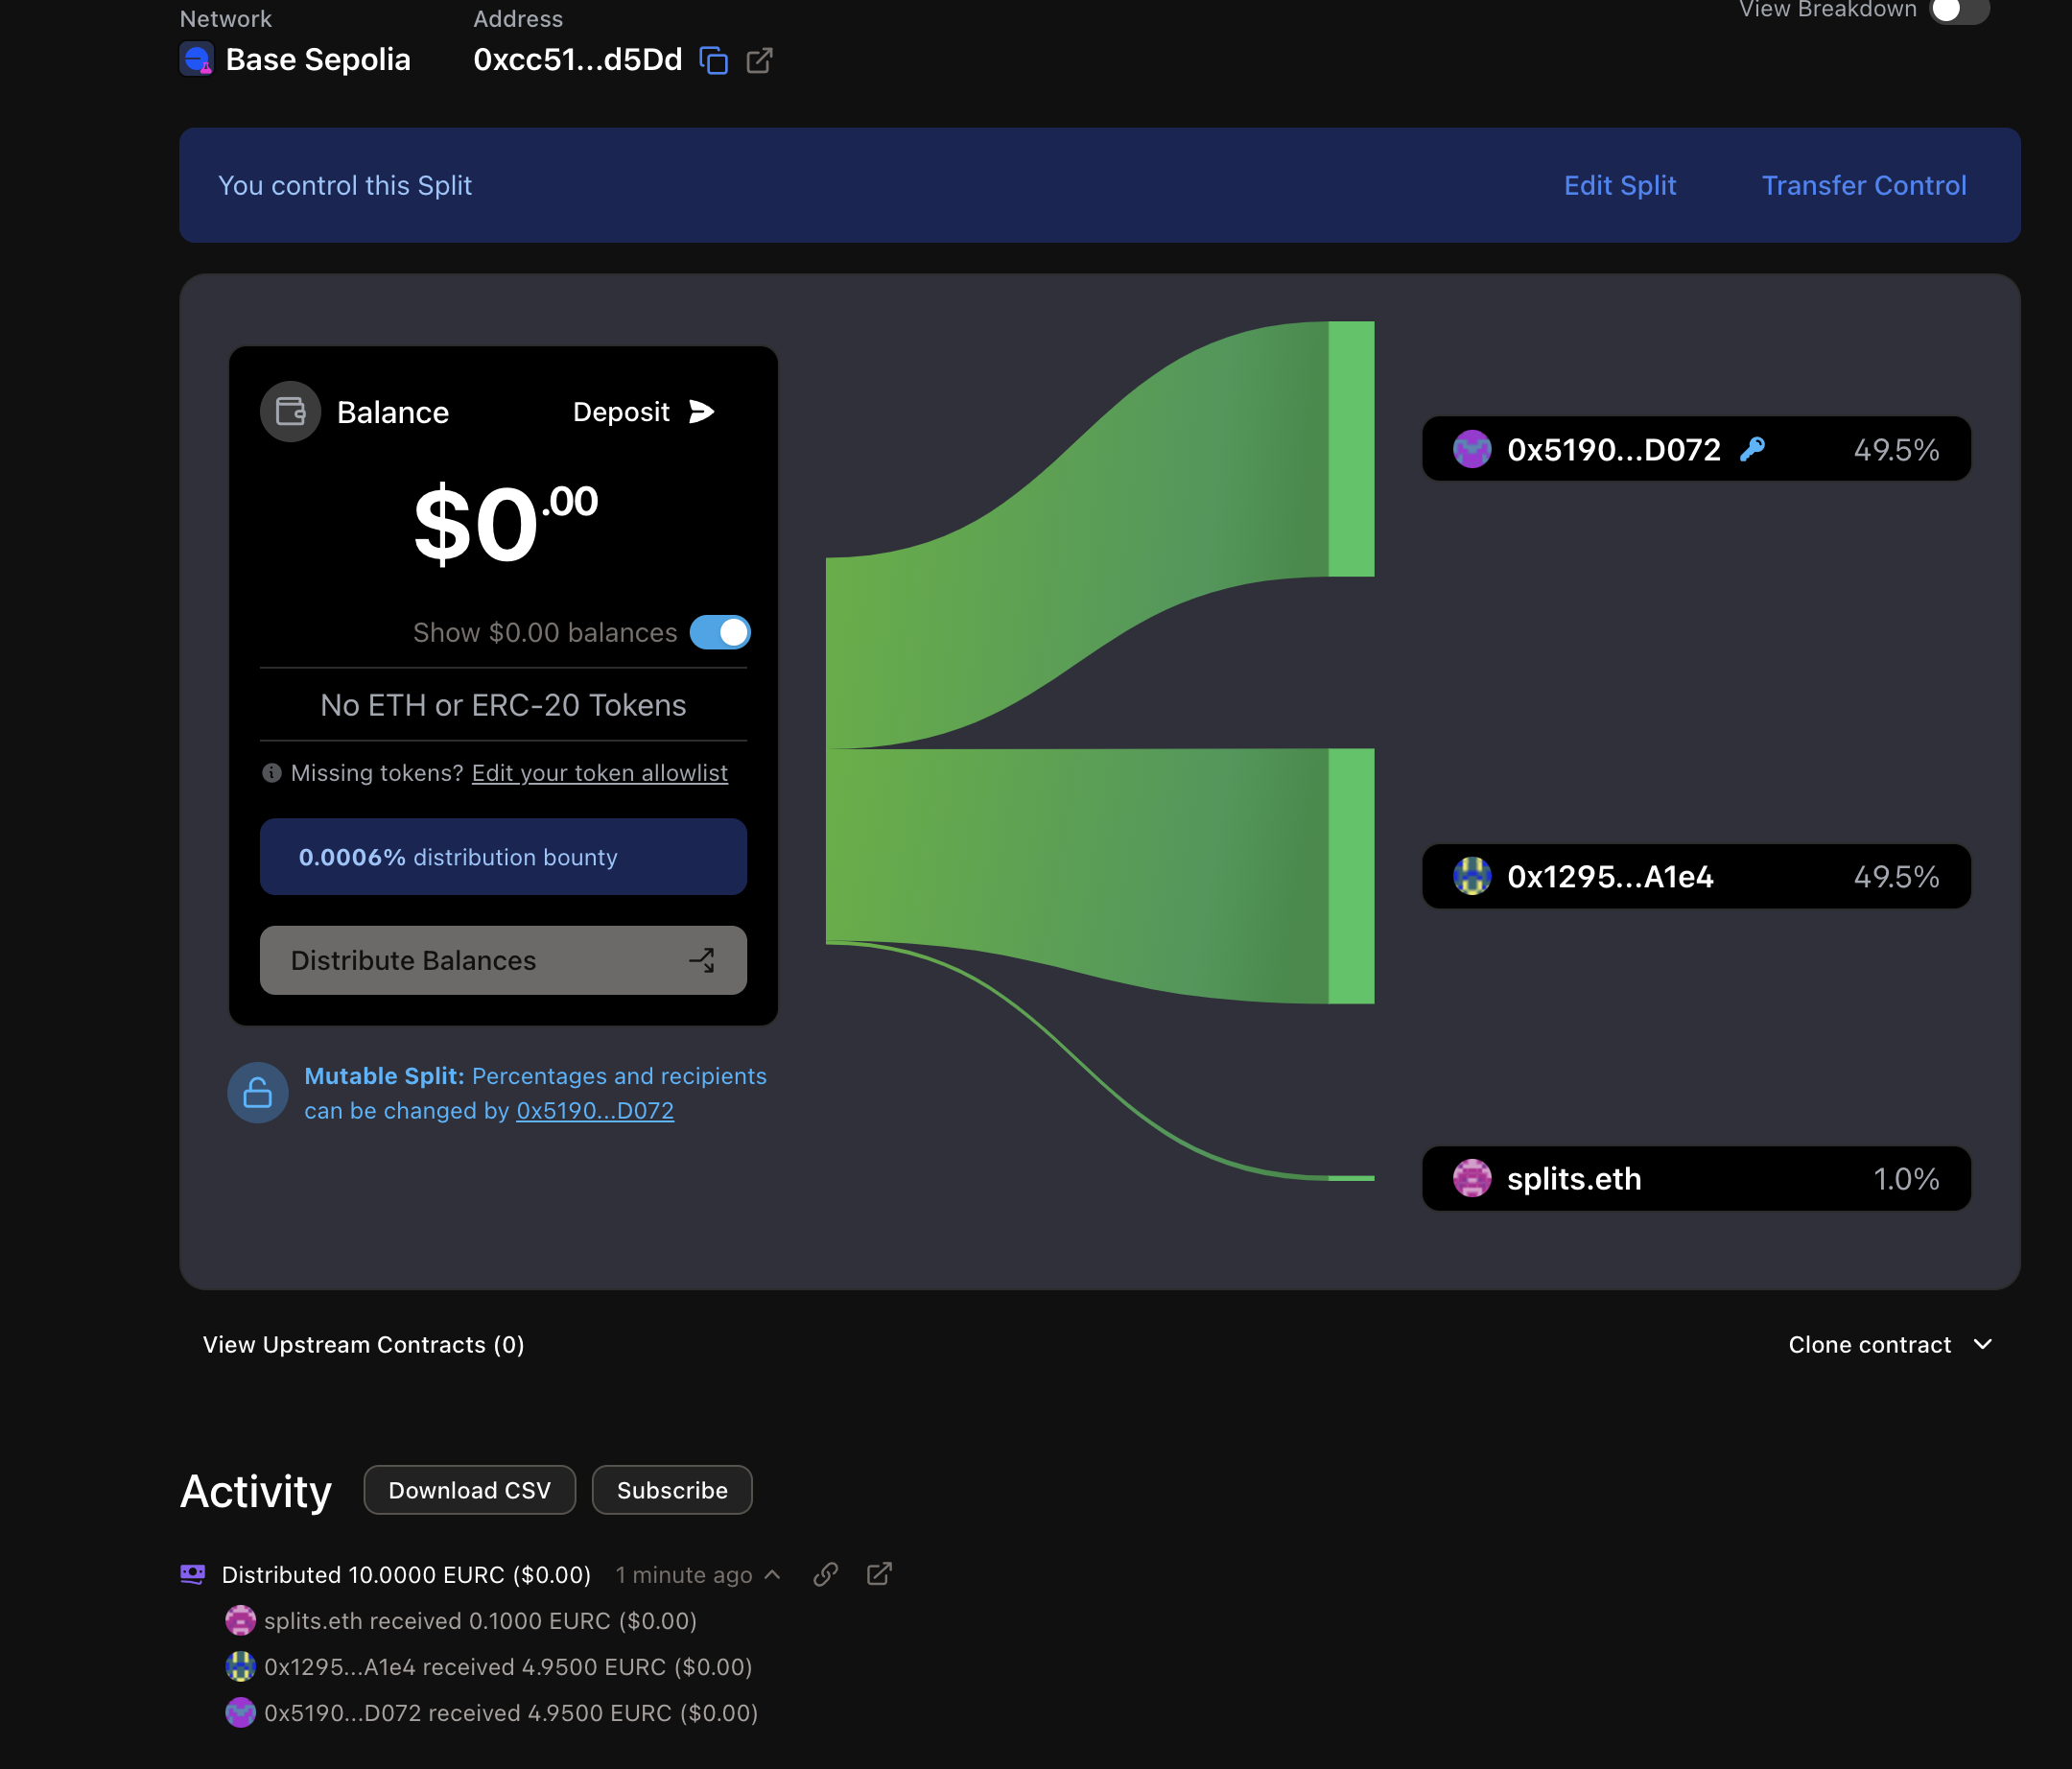 Network
Address
View Breakdown
Base Sepolia
0xcc51...d5Dd
You control this Split
Edit Split
Transfer Control
Balance
Deposit
$0.00
Show $0.00 balances
No ETH or ERC-20 Tokens
Missing tokens? Edit your token allowlist
0.0006% distribution bounty
Distribute Balances
Mutable Split: Percentages and recipients
can be changed by 0x5190...D072
0x5190...D072
49.5%
0x1295...A1e4
49.5%
splits.eth
1.0%
View Upstream Contracts (0)
Clone contract
Activity
Download CSV
Subscribe
Distributed 10.0000 EURC ($0.00) 1 minute ago
splits.eth received 0.1000 EURC ($0.00)
0x1295...A1e4 received 4.9500 EURC ($0.00)
0x5190...D072 received 4.9500 EURC ($0.00)